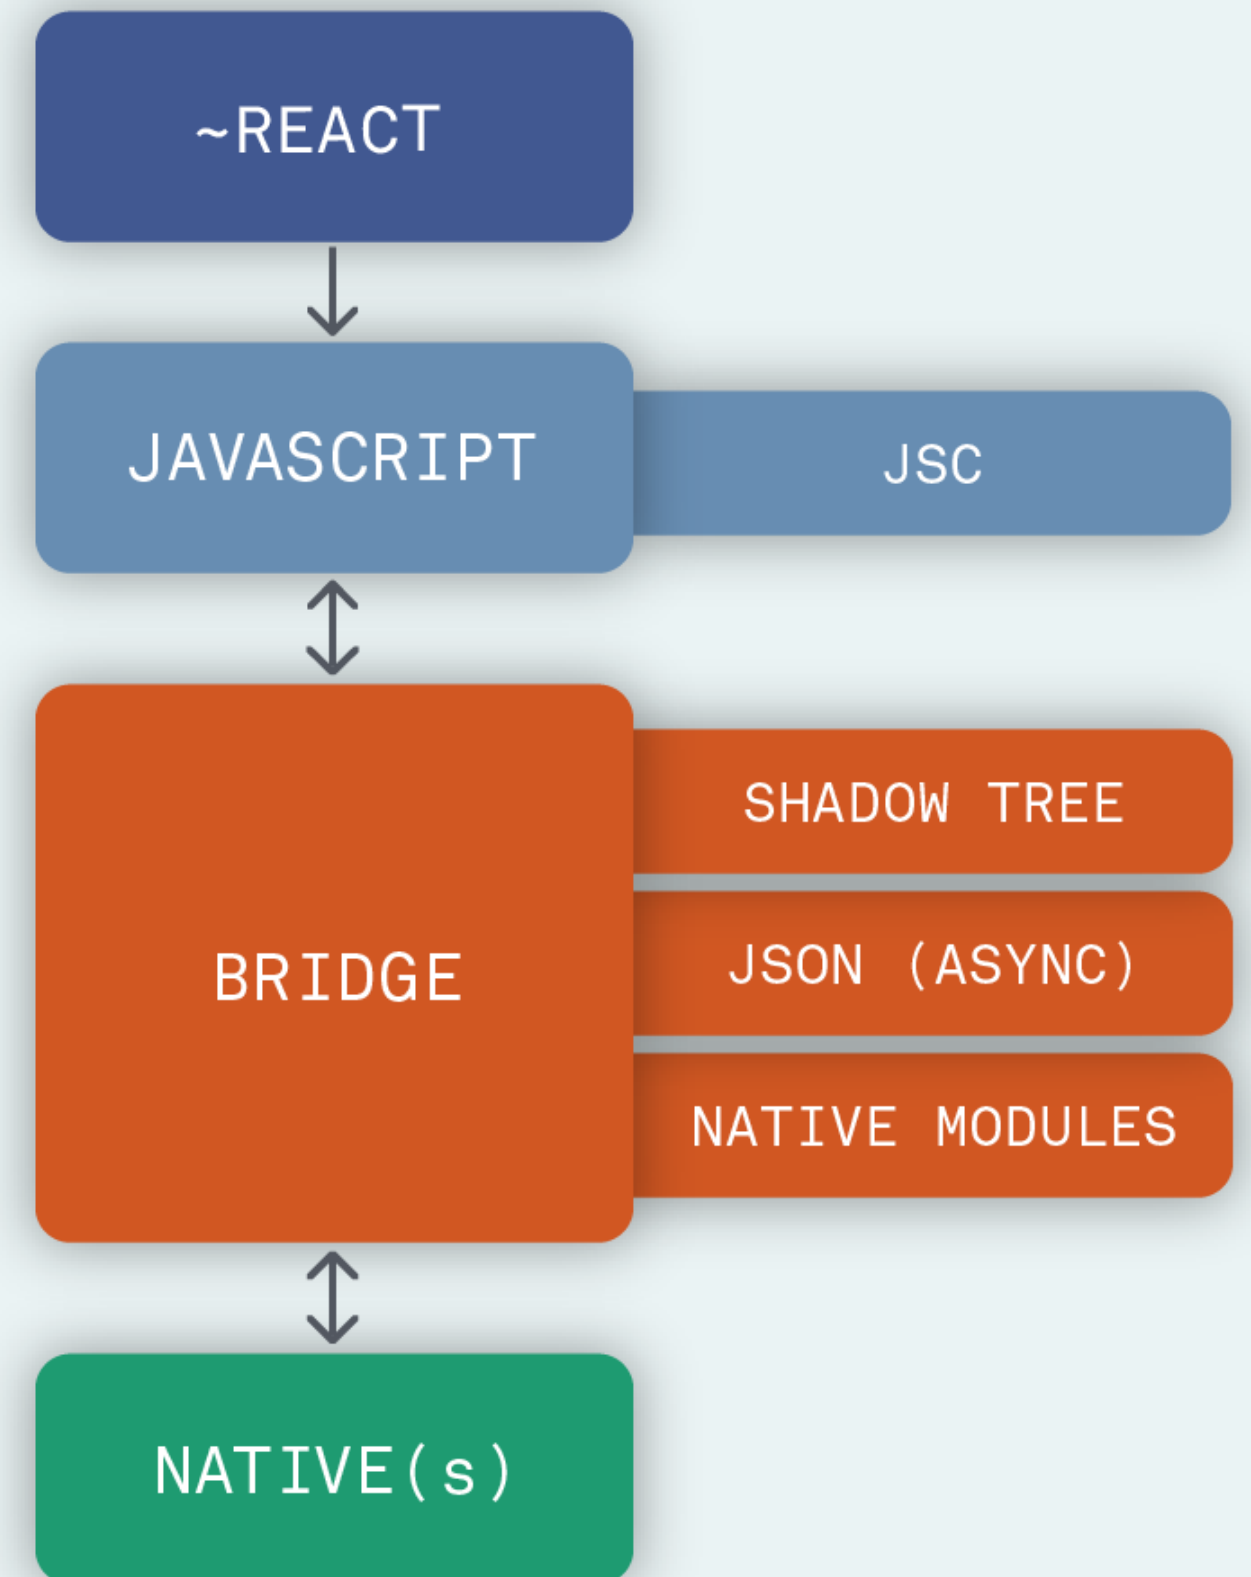 ~REACT
JAVASCRIPT
JSC
BRIDGE
SHADOW TREE
JSON (ASYNC)
NATIVE MODULES
NATIVE(s)